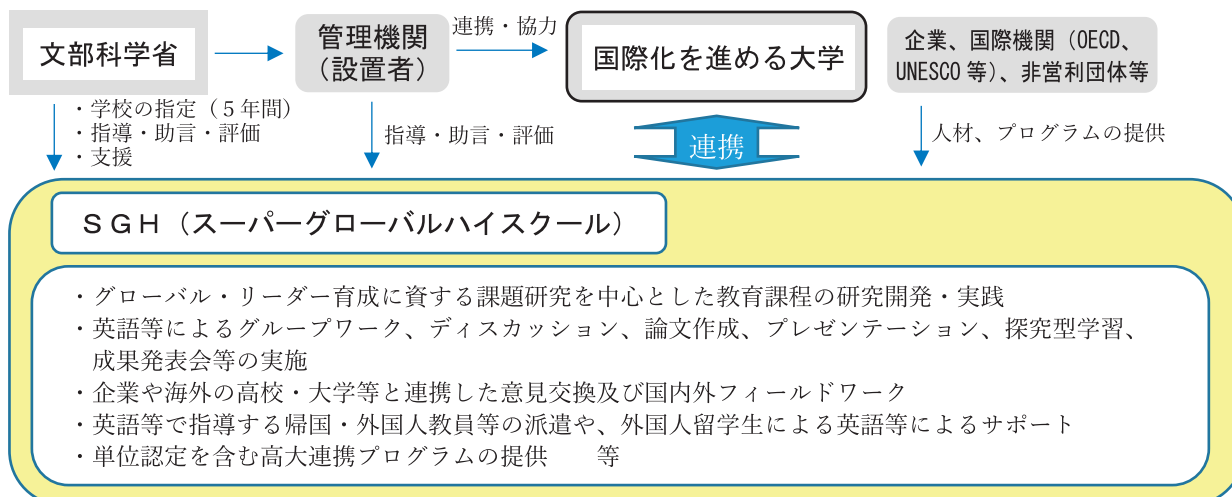 文部科学省
管理機関
（設置者）
連携・協力
国際化を進める大学
企業、国際機関（OECD、
UNESCO 等）、非営利団体等
・学校の指定（５年間）
・指導・助言・評価
・支援
指導・助言・評価
連携
人材、プログラムの提供
ＳＧＨ（スーパーグローバルハイスクール）
・グローバル・リーダー育成に資する課題研究を中心とした教育課程の研究開発・実践
・英語等によるグループワーク、ディスカッション、論文作成、プレゼンテーション、探究型学習、
成果発表会等の実施
・企業や海外の高校・大学等と連携した意見交換及び国内外フィールドワーク
・英語等で指導する帰国・外国人教員等の派遣や、外国人留学生による英語等によるサポート
・単位認定を含む高大連携プログラムの提供　　等